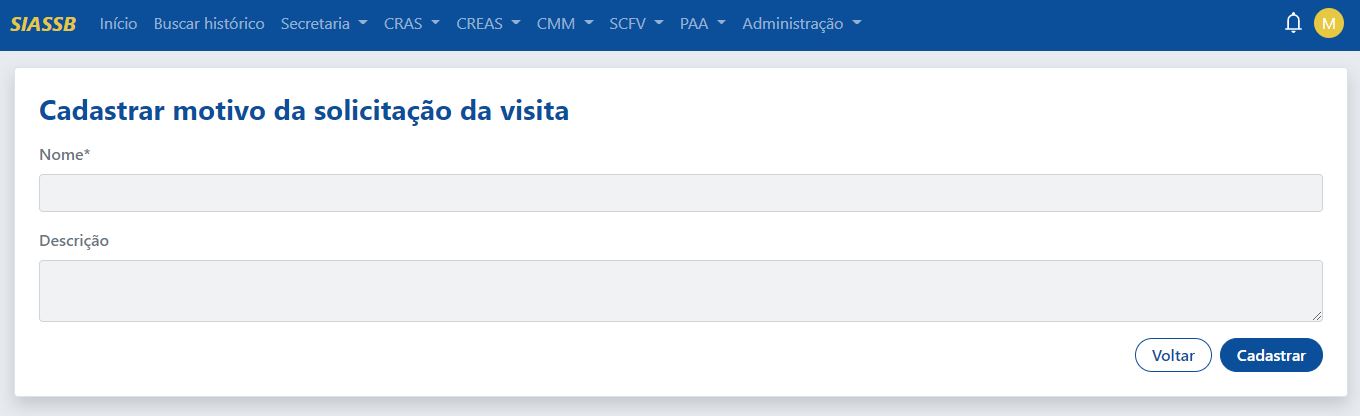 SIASSB Início Buscar histórico Secretaria CRAS CREAS CMM SCFV PAA Administração M
Cadastrar motivo da solicitação da visita
Nome*
Descrição
Voltar Cadastrar